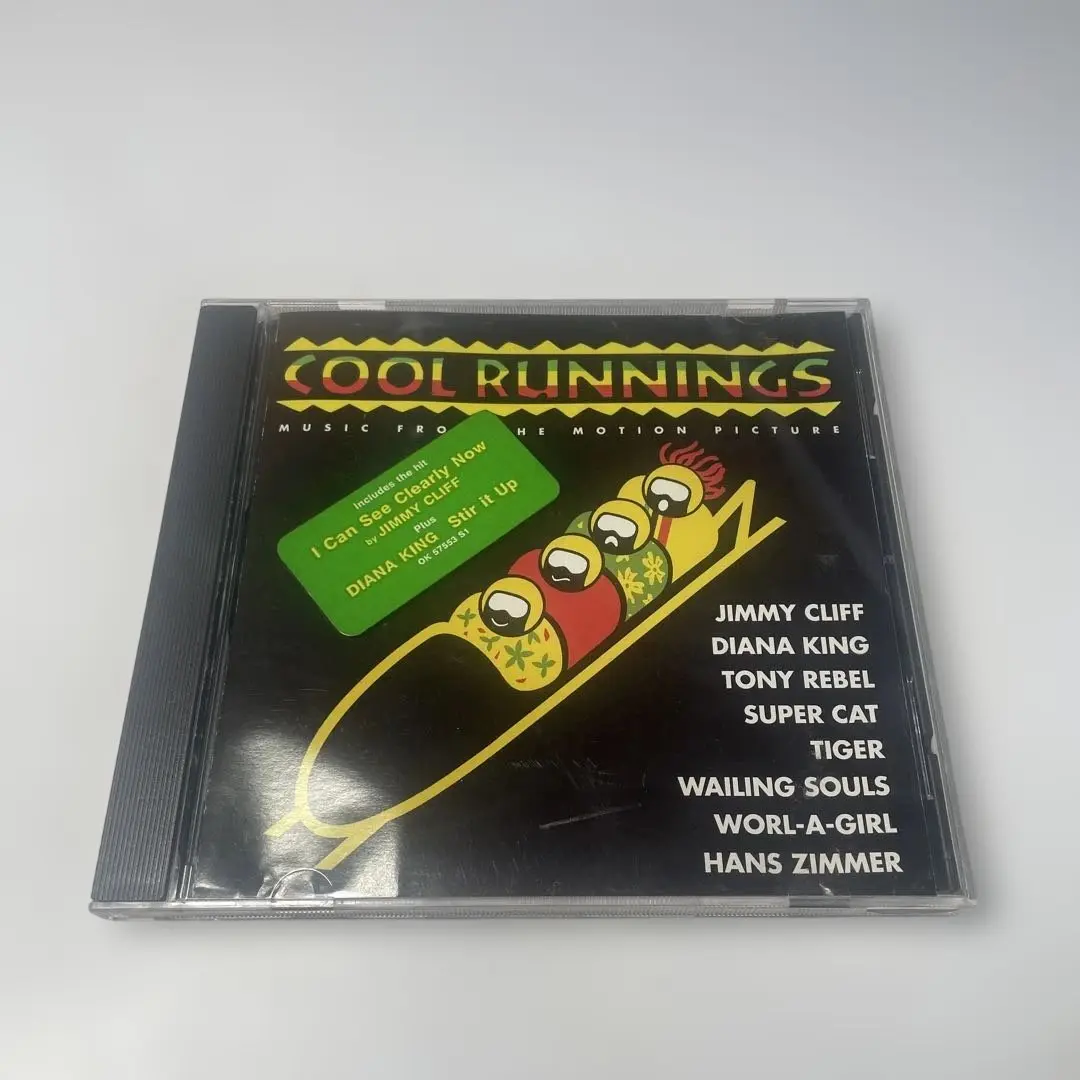 COOL RUNNINGS
MUSIC FRO HE MOTION PICTURE
Includes the hit
I Can See Clearly Now
by JIMMY CLIFF
Plus
DIANA KING Stir it Up
OK 57553 S1
JIMMY CLIFF
DIANA KING
TONY REBEL
SUPER CAT
TIGER
WAILING SOULS
WORL-A-GIRL
HANS ZIMMER